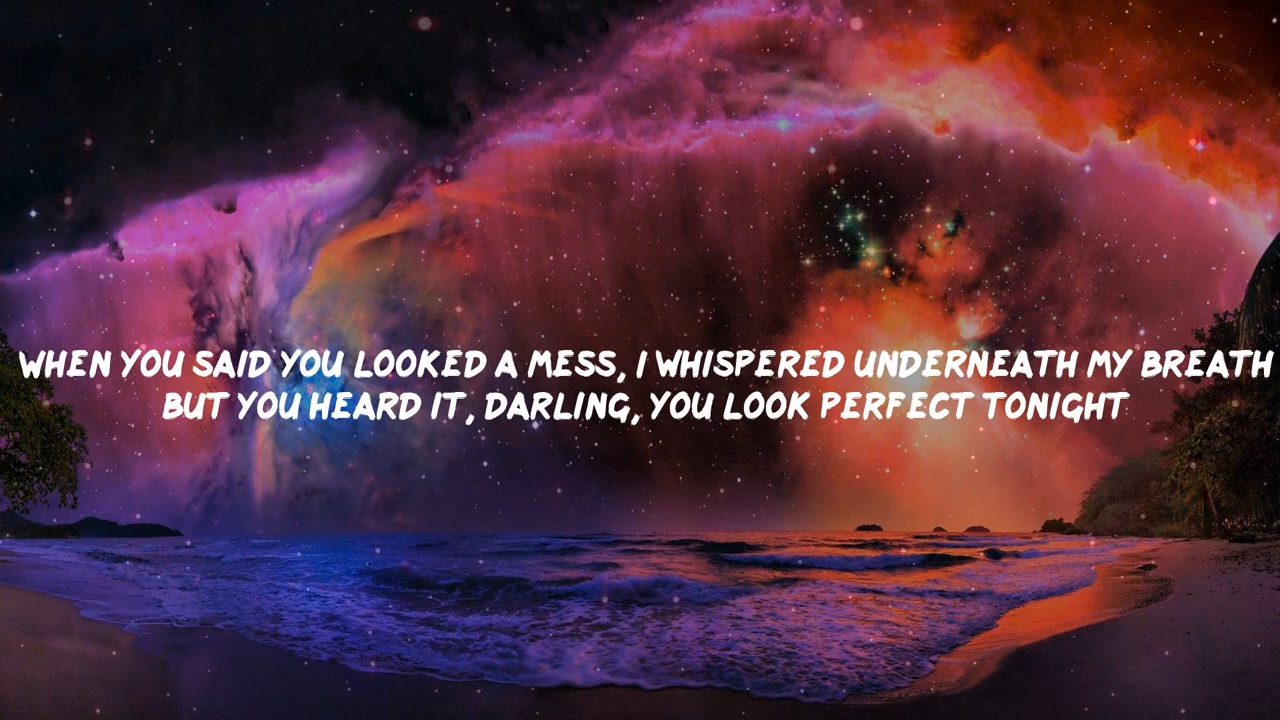 WHEN YOU SAID YOU LOOKED A MESS, I WHISPERED UNDERNEATH MY BREATH
BUT YOU HEARD IT, DARLING, YOU LOOK PERFECT TONIGHT